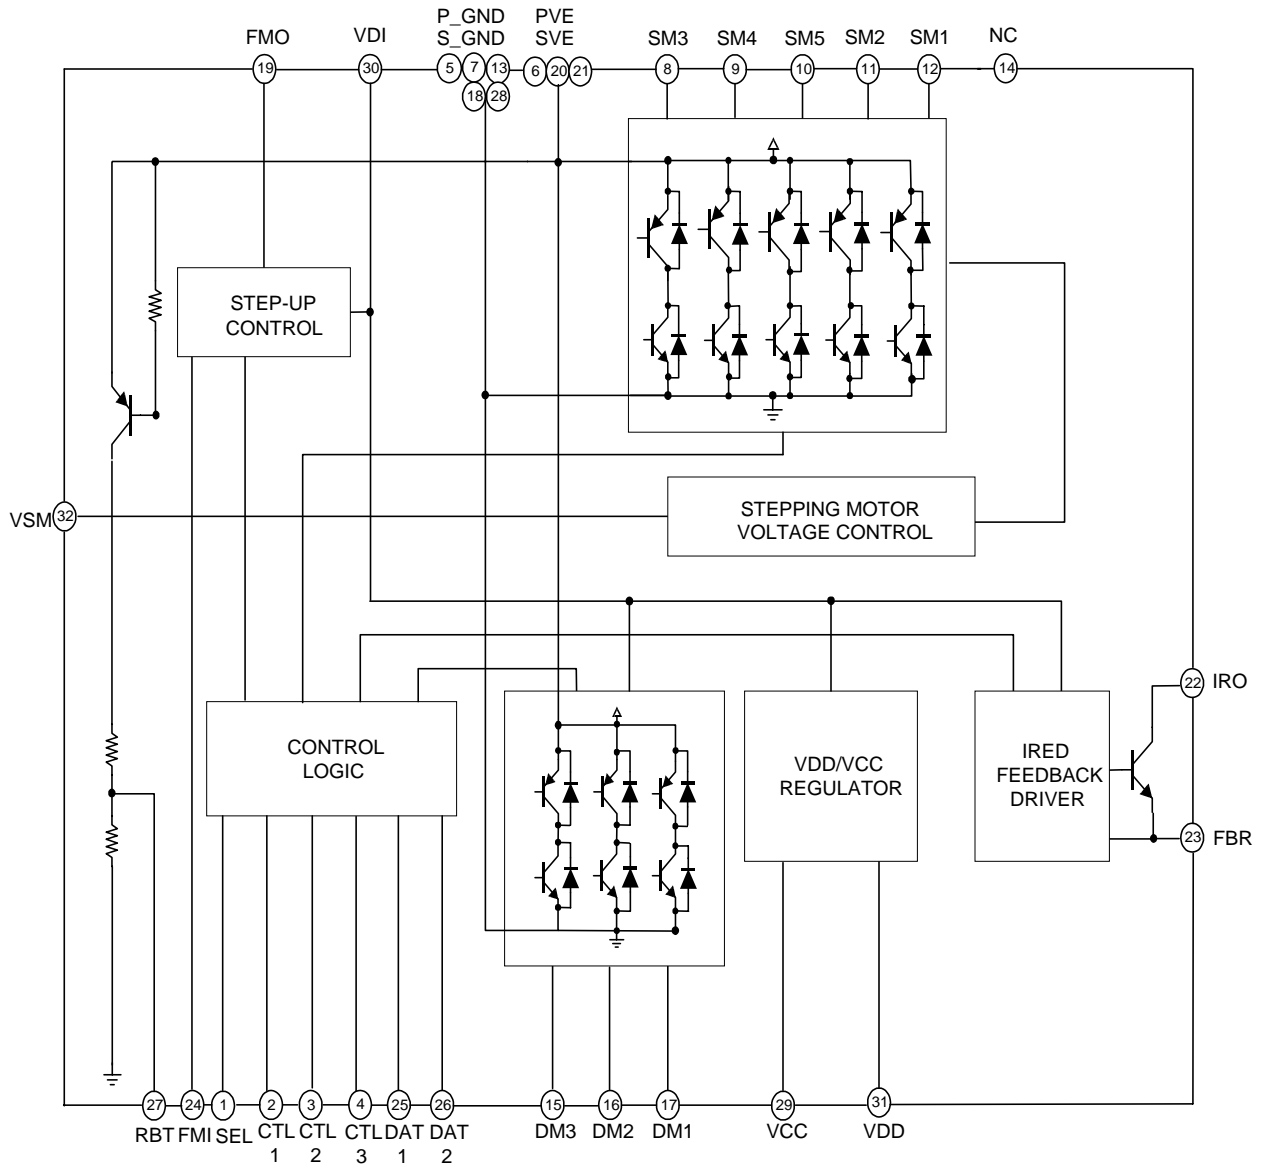 P_GND
PVE
FMO
VDI
S_GND
SVE
SM3
SM4
SM5
SM2
SM1
NC
19
30
5
7
13
6
20
21
8
9
10
11
12
14
18
28
STEP-UP
CONTROL
VSM
32
STEPPING MOTOR
VOLTAGE CONTROL
22
IRO
CONTROL
LOGIC
VDD/VCC
REGULATOR
IRED
FEEDBACK
DRIVER
23
FBR
27
24
1
2
3
4
25
26
15
16
17
29
31
RBT
FMI
SEL
CTL
1
CTL
2
CTL
3
DAT
1
DAT
2
DM3
DM2
DM1
VCC
VDD